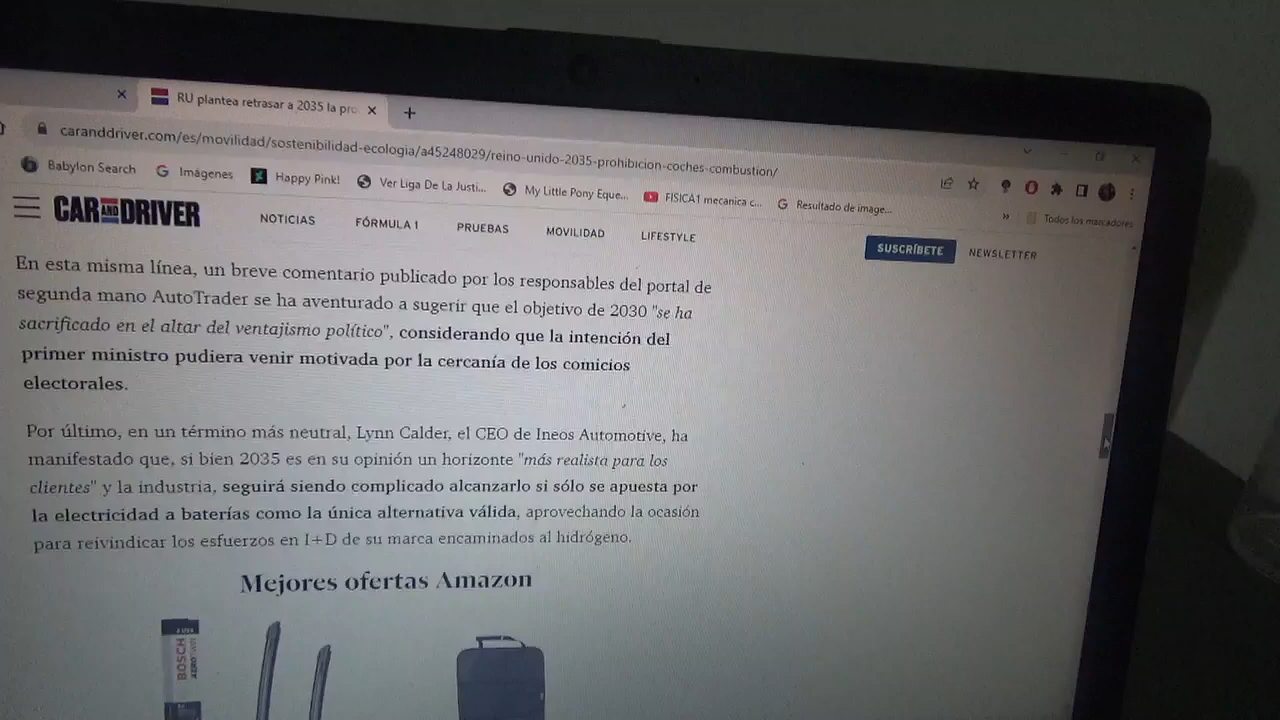 RU plantea retrasar a 2035 la pro
caranddriver.com/es/movilidad/sostenibilidad-ecologia/a45248029/reino-unido-2035-prohibicion-coches-combustion/
Babylon Search Imágenes Happy Pink! Ver Liga De La Justi... My Little Pony Eque... FISICA1 mecanica c... Resultado de image... » Todos los marcadores
CAR AND DRIVER NOTICIAS FÓRMULA 1 PRUEBAS MOVILIDAD LIFESTYLE SUSCRÍBETE NEWSLETTER
En esta misma línea, un breve comentario publicado por los responsables del portal de
segunda mano AutoTrader se ha aventurado a sugerir que el objetivo de 2030 "se ha
sacrificado en el altar del ventajismo político", considerando que la intención del
primer ministro pudiera venir motivada por la cercanía de los comicios
electorales.
Por último, en un término más neutral, Lynn Calder, el CEO de Ineos Automotive, ha
manifestado que, si bien 2035 es en su opinión un horizonte "más realista para los
clientes" y la industria, seguirá siendo complicado alcanzarlo si sólo se apuesta por
la electricidad a baterías como la única alternativa válida, aprovechando la ocasión
para reivindicar los esfuerzos en I+D de su marca encaminados al hidrógeno.
Mejores ofertas Amazon
BOSCH